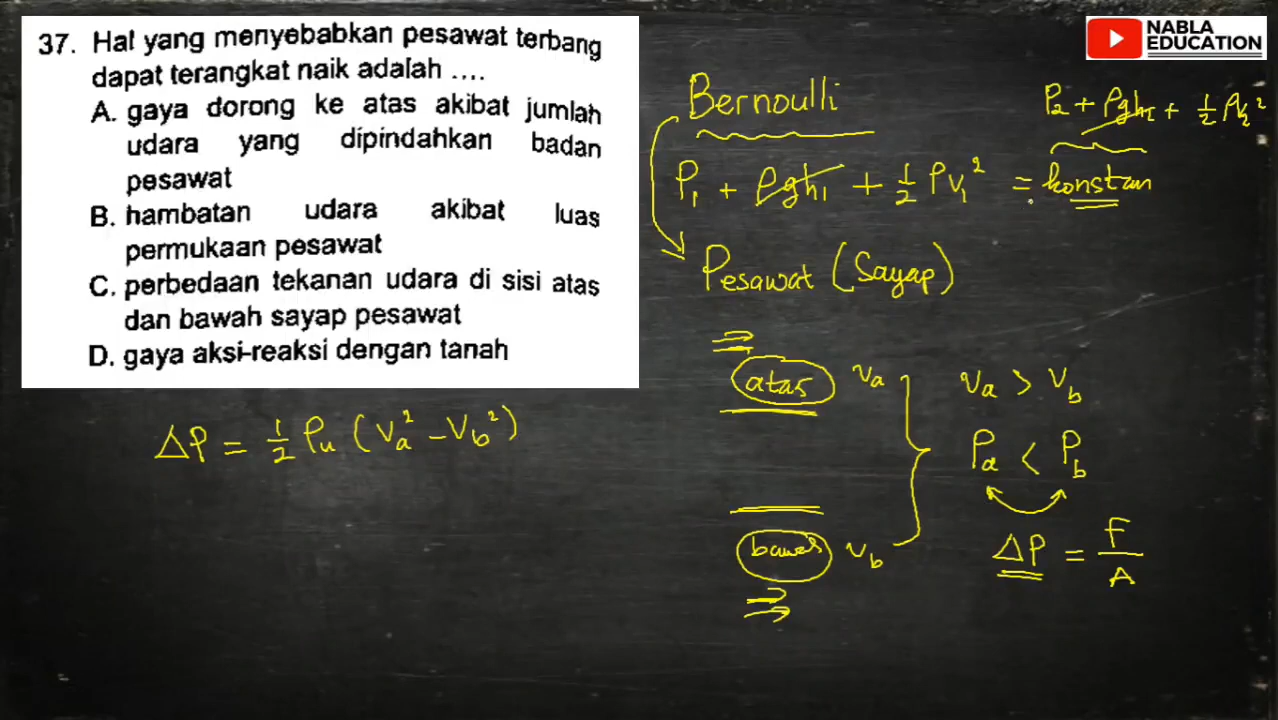 37. Hal yang menyebabkan pesawat terbang
dapat terangkat naik adalah ....
A. gaya dorong ke atas akibat jumlah
udara yang dipindahkan badan
pesawat
B. hambatan udara akibat luas
permukaan pesawat
C. perbedaan tekanan udara di sisi atas
dan bawah sayap pesawat
D. gaya aksi-reaksi dengan tanah
ΔP = 1/2 ρu (Va² - Vb²)
NABLA
EDUCATION
Bernoulli
P2 + ρgh2 + 1/2 ρV2²
P1 + ρgh1 + 1/2 ρV1² = konstan
Pesawat (Sayap)
atas Va
Va > Vb
Pa < Pb
bawah Vb
ΔP = F/A